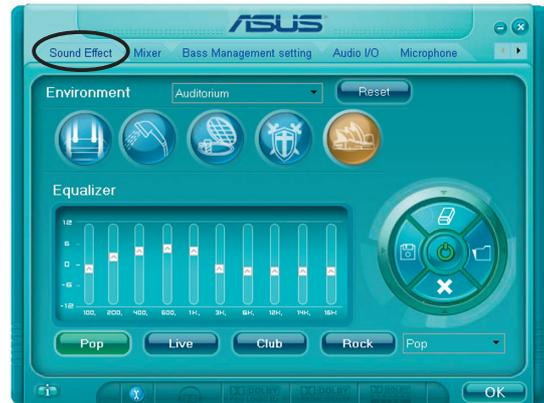 ASUS
Sound Effect Mixer Bass Management setting Audio I/O Microphone
Environment Auditorium Reset
Equalizer
12
6
0
-6
-12
100, 200, 400, 600, 1K, 3K, 6K, 12K, 14K, 16K
Pop Live Club Rock Pop
i OK